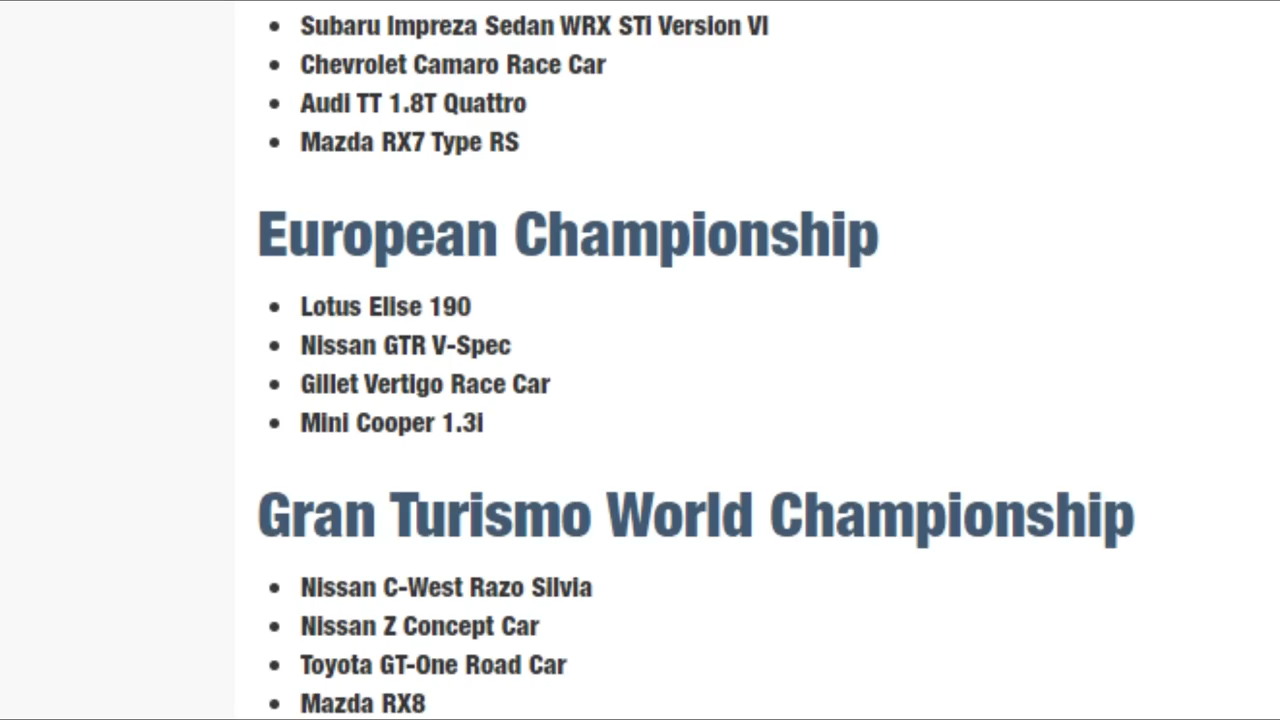 Subaru Impreza Sedan WRX STi Version VI
Chevrolet Camaro Race Car
Audi TT 1.8T Quattro
Mazda RX7 Type RS
European Championship
Lotus Elise 190
Nissan GTR V-Spec
Gillet Vertigo Race Car
Mini Cooper 1.3i
Gran Turismo World Championship
Nissan C-West Razo Silvia
Nissan Z Concept Car
Toyota GT-One Road Car
Mazda RX8